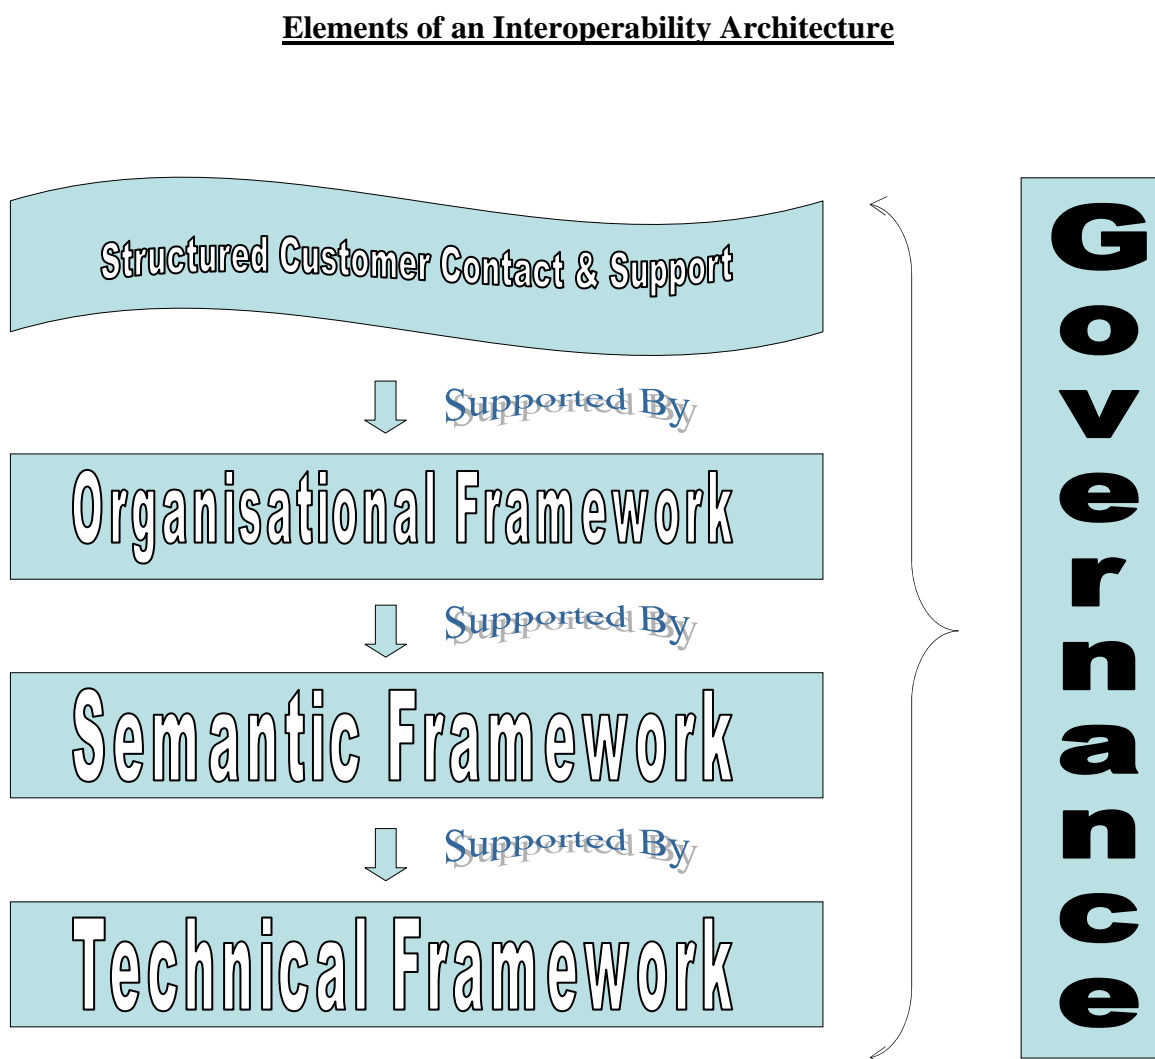 Elements of an Interoperability Architecture
Structured Customer Contact & Support
Supported By
Organisational Framework
Supported By
Semantic Framework
Supported By
Technical Framework
Governance